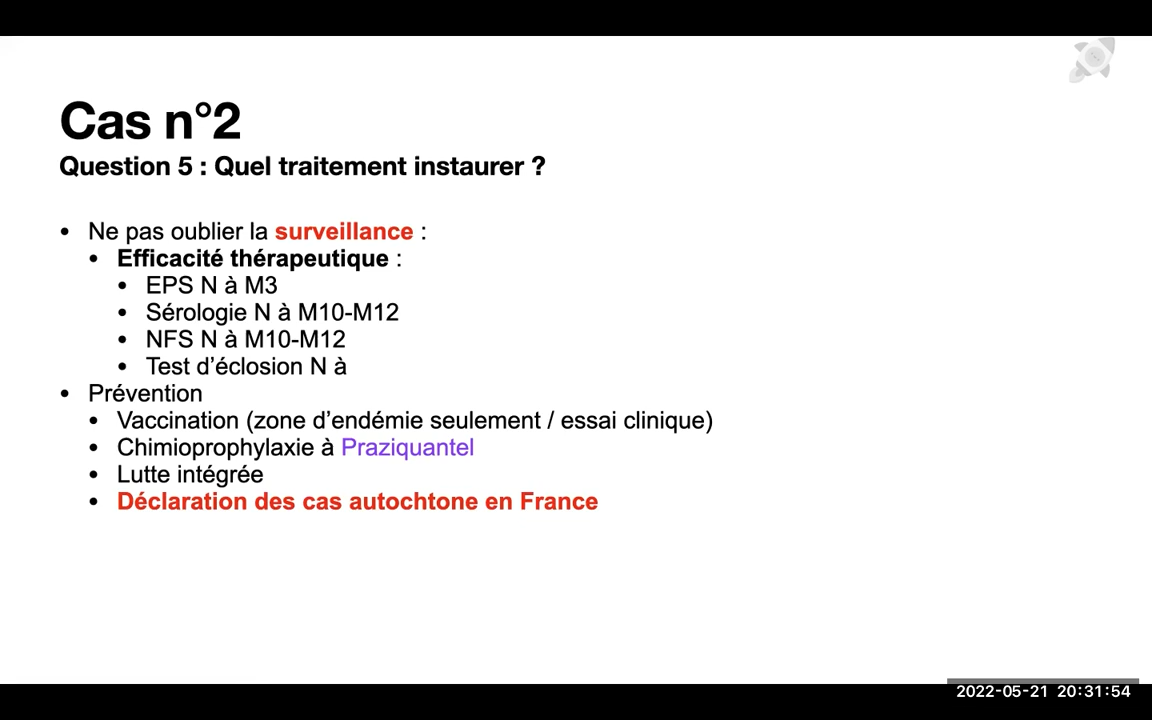 Cas n°2
Question 5 : Quel traitement instaurer ?
• Ne pas oublier la surveillance :
• Efficacité thérapeutique :
• EPS N à M3
• Sérologie N à M10-M12
• NFS N à M10-M12
• Test d’éclosion N à
• Prévention
• Vaccination (zone d’endémie seulement / essai clinique)
• Chimioprophylaxie à Praziquantel
• Lutte intégrée
• Déclaration des cas autochtone en France
2022-05-21 20:31:54